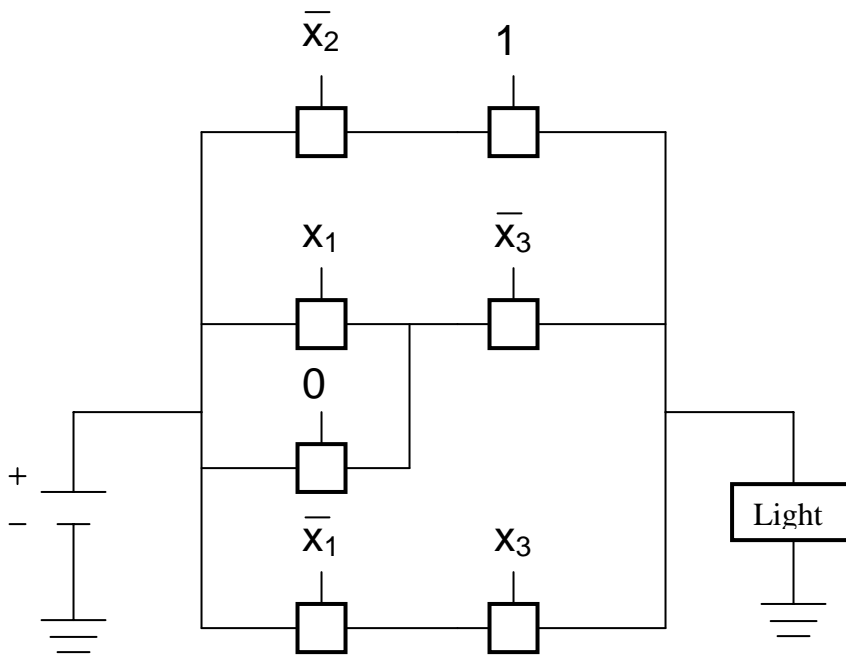 x̅₂ 1
x₁ x̅₃
0
+
−
x̅₁ x₃
Light